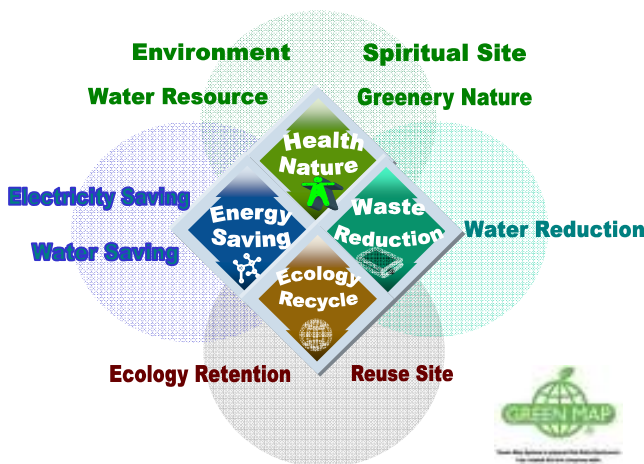 Environment
Spiritual Site
Water Resource
Greenery Nature
Health
Nature
Electricity Saving
Water Saving
Energy
Saving
Waste
Reduction
Water Reduction
Ecology
Recycle
Ecology Retention
Reuse Site
GREEN MAP